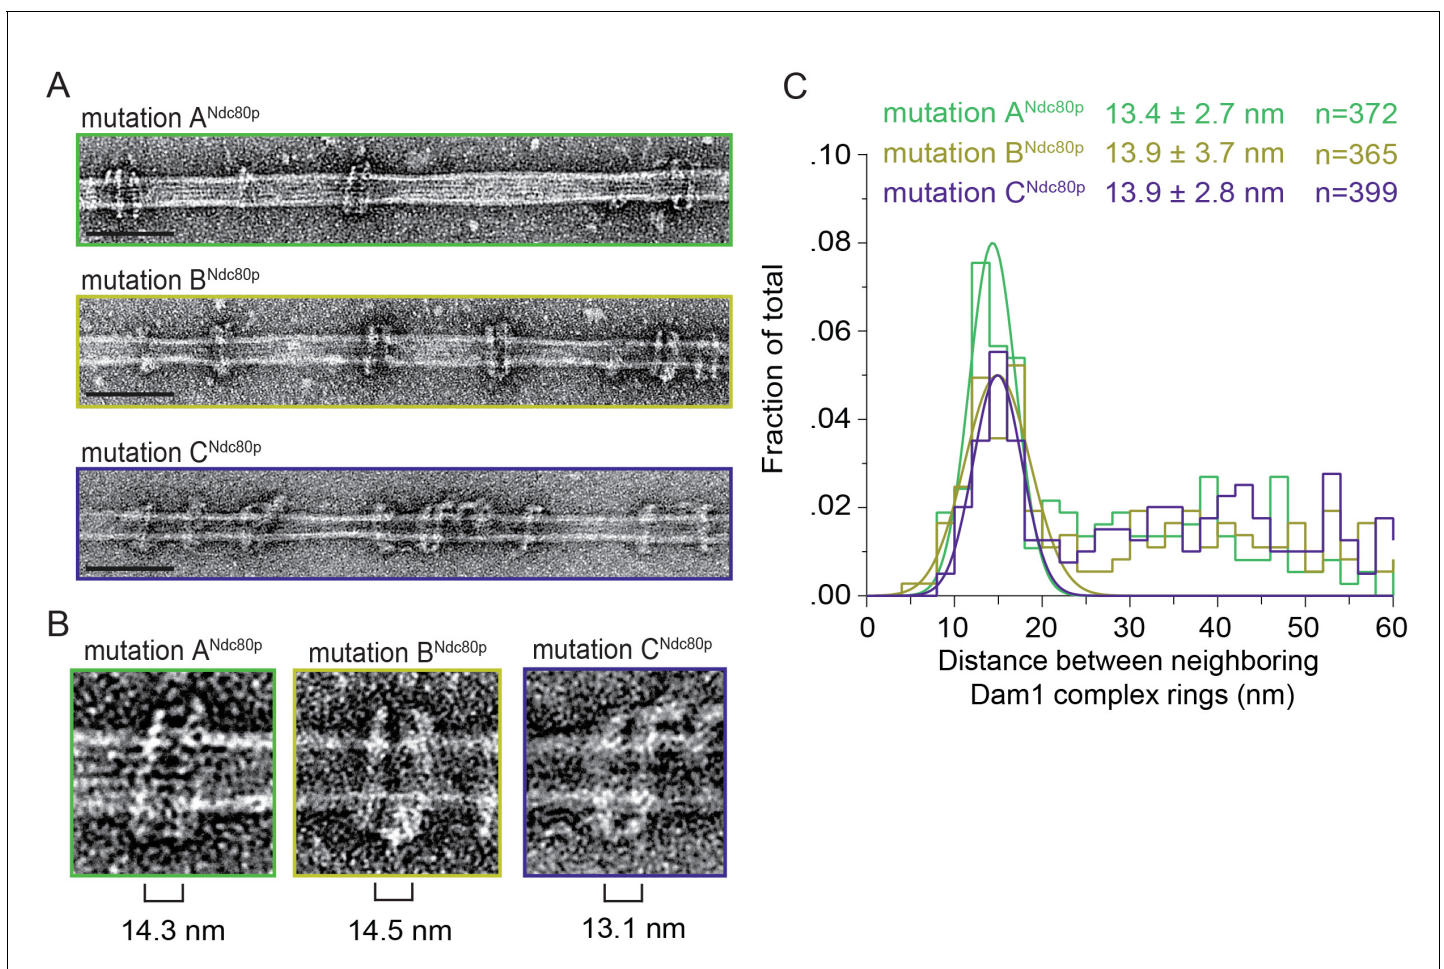 A
mutation A^Ndc80p
mutation B^Ndc80p
mutation C^Ndc80p
B
mutation A^Ndc80p
mutation B^Ndc80p
mutation C^Ndc80p
14.3 nm
14.5 nm
13.1 nm
C
mutation A^Ndc80p 13.4 ± 2.7 nm n=372
mutation B^Ndc80p 13.9 ± 3.7 nm n=365
mutation C^Ndc80p 13.9 ± 2.8 nm n=399
.10
.08
.06
.04
.02
.00
Fraction of total
0 10 20 30 40 50 60
Distance between neighboring
Dam1 complex rings (nm)